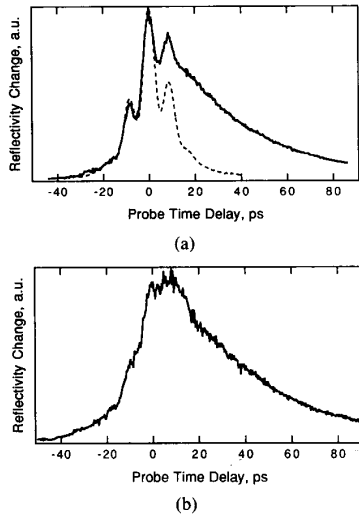 Reflectivity Change, a.u.
-40 -20 0 20 40 60 80
Probe Time Delay, ps
(a)
Reflectivity Change, a.u.
-40 -20 0 20 40 60 80
Probe Time Delay, ps
(b)